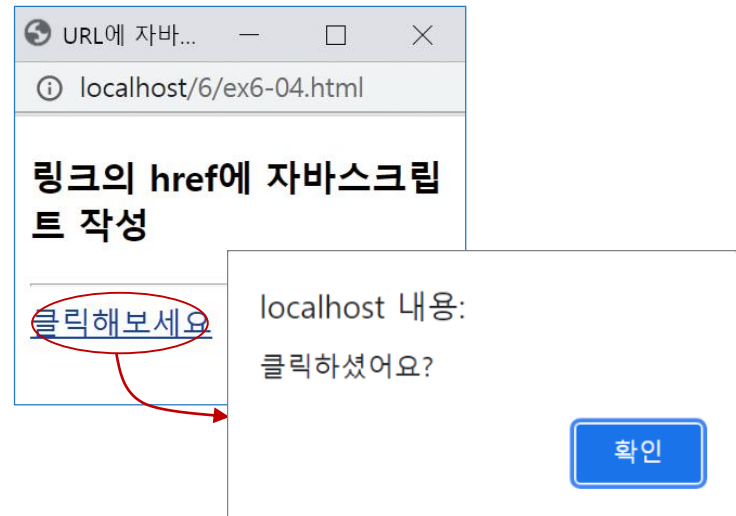 URL에 자바...
localhost/6/ex6-04.html
링크의 href에 자바스크립
트 작성
클릭해보세요
localhost 내용:
클릭하셨어요?
확인